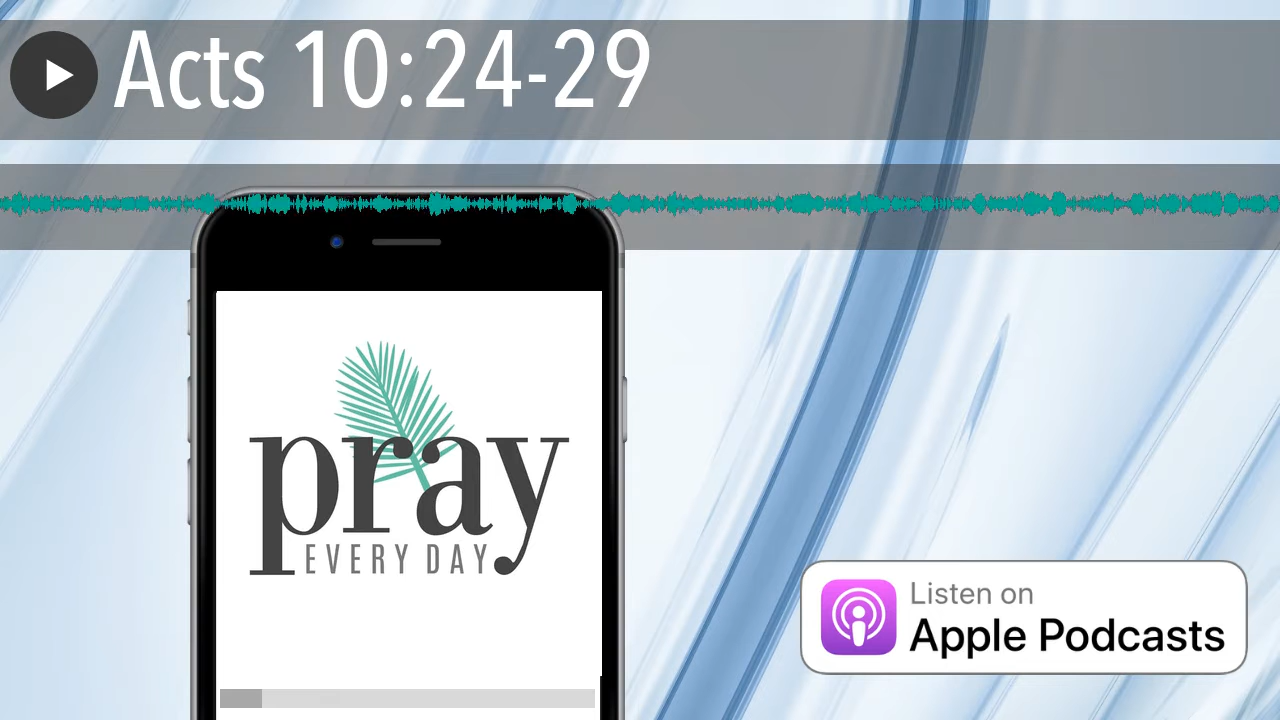 Acts 10:24-29
pray
EVERY DAY
Listen on
Apple Podcasts